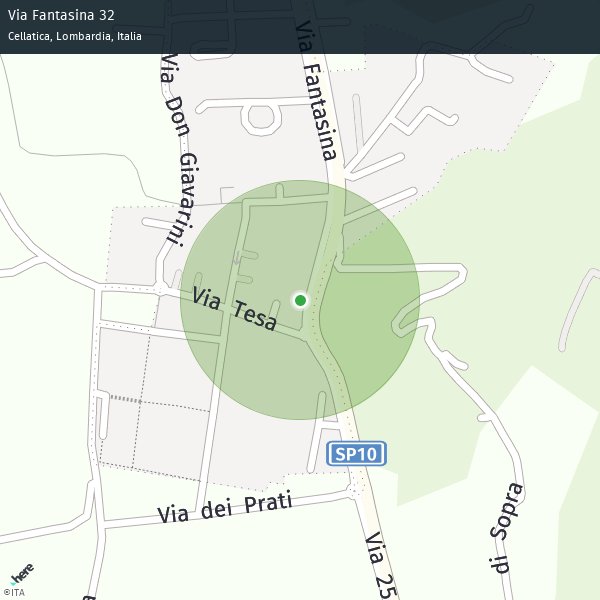 Via Fantasina 32
Cellatica, Lombardia, Italia
Via Fantasina
Via Don Giavarini
Via Tesa
SP10
Via dei Prati
Via 25
Sopra
di
here
©ITA